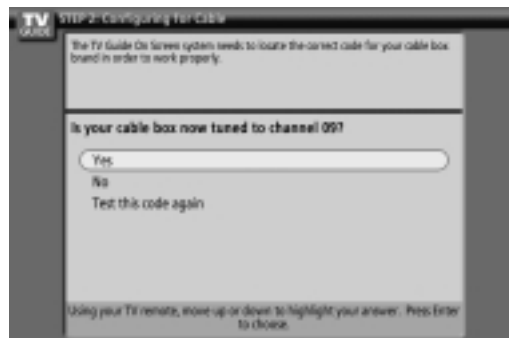 TV
GUIDE
STEP 2: Configuring for Cable
The TV Guide On Screen system needs to locate the correct code for your cable box
brand in order to work properly.
Is your cable box now tuned to channel 09?
Yes
No
Test this code again
Using your TV remote, move up or down to highlight your answer. Press Enter
to choose.